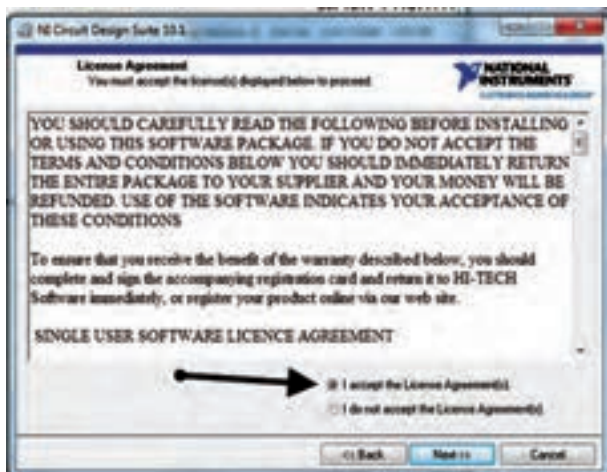 NI Circuit Design Suite 10.1
License Agreement
You must accept the license(s) displayed below to proceed.
NATIONAL
INSTRUMENTS
YOU SHOULD CAREFULLY READ THE FOLLOWING BEFORE INSTALLING
OR USING THIS SOFTWARE PACKAGE. IF YOU DO NOT ACCEPT THE
TERMS AND CONDITIONS BELOW YOU SHOULD IMMEDIATELY RETURN
THE ENTIRE PACKAGE TO YOUR SUPPLIER AND YOUR MONEY WILL BE
REFUNDED. USE OF THE SOFTWARE INDICATES YOUR ACCEPTANCE OF
THESE CONDITIONS
To ensure that you receive the benefit of the warranty described below, you should
complete and sign the accompanying registration card and return it to HI-TECH
Software immediately, or register your product online via our web site.
SINGLE USER SOFTWARE LICENCE AGREEMENT
I accept the License Agreement(s).
I do not accept the License Agreement(s).
<< Back Next >> Cancel